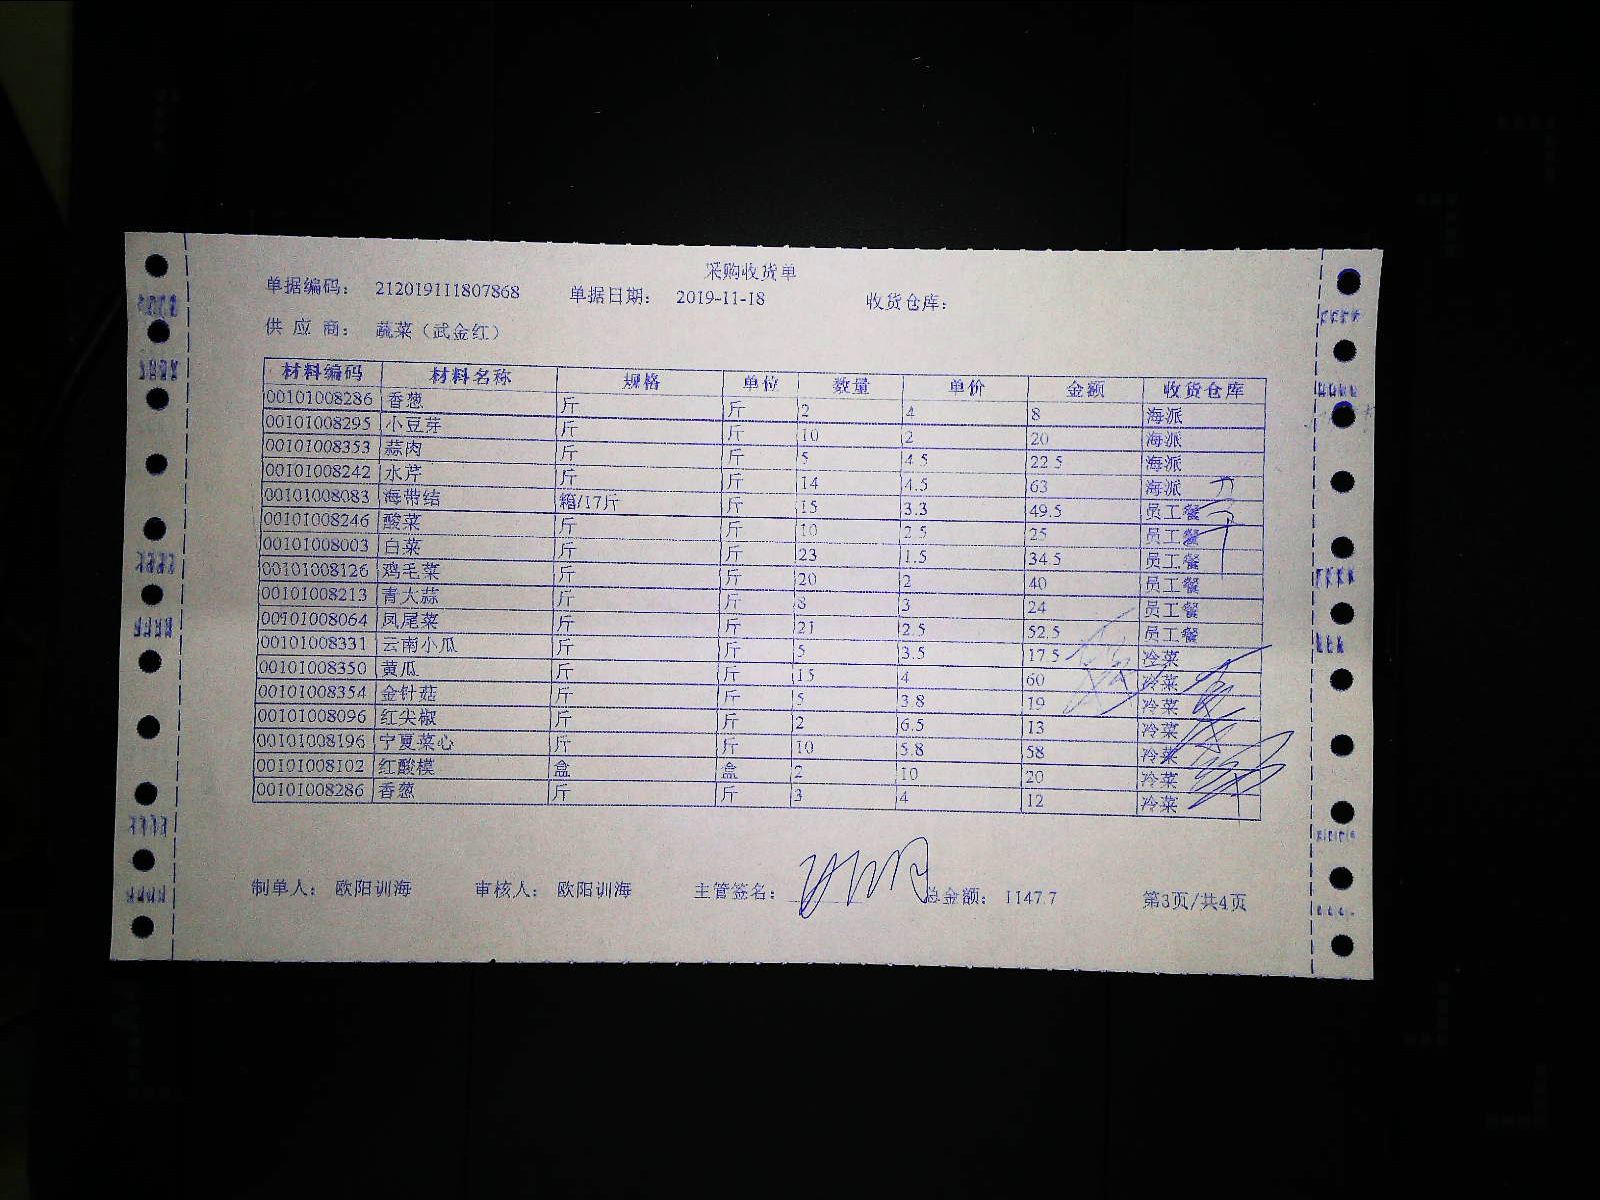 采购收货单
单据编码： 212019111807868 单据日期： 2019-11-18 收货仓库：
供 应 商： 蔬菜（武金红）
材料编码 材料名称 规格 单位 数量 单价 金额 收货仓库
00101008286 香葱 斤 斤 2 4 8 海派
00101008295 小豆芽 斤 斤 10 2 20 海派
00101008353 蒜肉 斤 斤 5 4.5 22.5 海派
00101008242 水芹 斤 斤 14 4.5 63 海派
00101008083 海带结 箱/17斤 斤 15 3.3 49.5 员工餐
00101008246 酸菜 斤 斤 10 2.5 25 员工餐
00101008003 白菜 斤 斤 23 1.5 34.5 员工餐
00101008126 鸡毛菜 斤 斤 20 2 40 员工餐
00101008213 青大蒜 斤 斤 8 3 24 员工餐
00101008064 凤尾菜 斤 斤 21 2.5 52.5 员工餐
00101008331 云南小瓜 斤 斤 5 3.5 17.5 冷菜
00101008350 黄瓜 斤 斤 15 4 60 冷菜
00101008354 金针菇 斤 斤 5 3.8 19 冷菜
00101008096 红尖椒 斤 斤 2 6.5 13 冷菜
00101008196 宁夏菜心 斤 斤 10 5.8 58 冷菜
00101008102 红酸模 盒 盒 2 10 20 冷菜
00101008286 香葱 斤 斤 3 4 12 冷菜
制单人： 欧阳训海 审核人： 欧阳训海 主管签名： 总金额： 1147.7 第3页/共4页